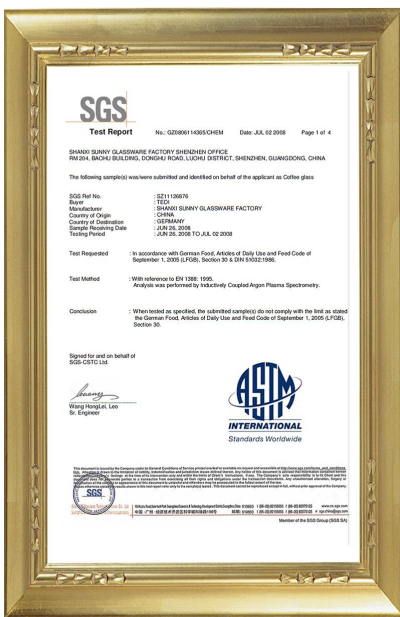 SGS
Test Report No.: GZ0806114365/CHEM Date: JUL 02 2008 Page 1 of 4
SHANXI SUNNY GLASSWARE FACTORY SHENZHEN OFFICE
RM 204, BAOHU BUILDING, DONGHU ROAD, LUOHU DISTRICT, SHENZHEN, GUANGDONG, CHINA
The following sample(s) was/were submitted and identified on behalf of the applicant as Coffee glass
SGS Ref No. : SZ11126876
Buyer : TEDI
Manufacturer : SHANXI SUNNY GLASSWARE FACTORY
Country of Origin : CHINA
Country of Destination : GERMANY
Sample Receiving Date : JUN 26, 2008
Testing Period : JUN 26, 2008 TO JUL 02 2008
Test Requested : In accordance with German Food, Articles of Daily Use and Feed Code of
September 1, 2005 (LFGB), Section 30 & DIN 51032:1986.
Test Method : With reference to EN 1388: 1995.
Analysis was performed by Inductively Coupled Argon Plasma Spectrometry.
Conclusion : When tested as specified, the submitted sample(s) do not comply with the limit as stated
the German Food, Articles of Daily Use and Feed Code of September 1, 2005 (LFGB),
Section 30.
Signed for and on behalf of
SGS-CSTC Ltd.
Wang HongLei, Leo
Sr. Engineer
ASTM
INTERNATIONAL
Standards Worldwide
SGS
Member of the SGS Group (SGS SA)